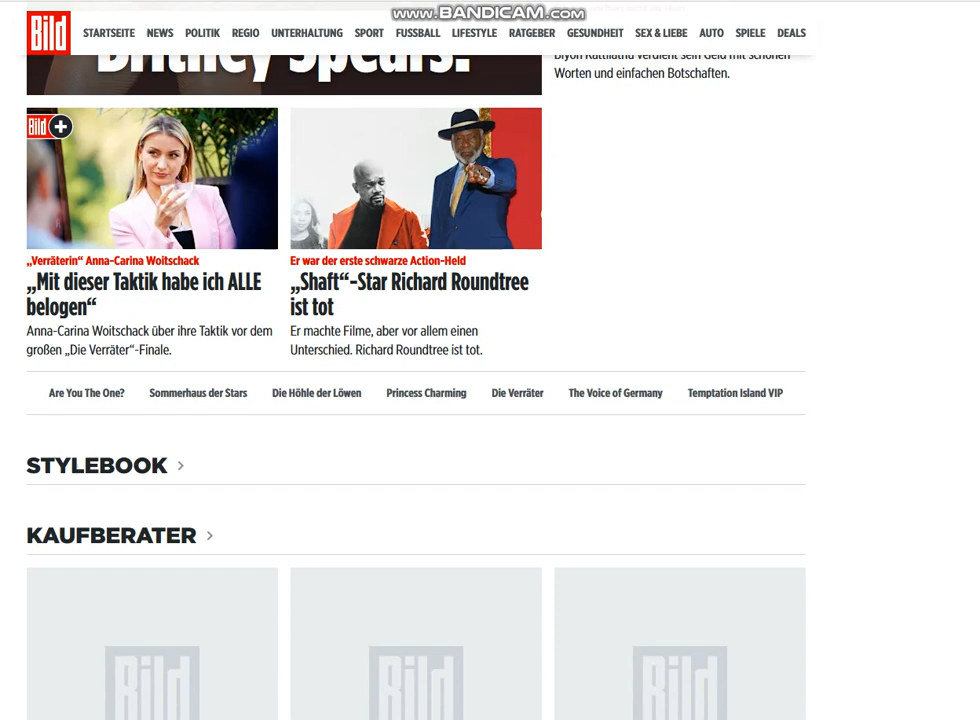 www.BANDICAM.com
Bild
STARTSEITE NEWS POLITIK REGIO UNTERHALTUNG SPORT FUSSBALL LIFESTYLE RATGEBER GESUNDHEIT SEX & LIEBE AUTO SPIELE DEALS
Britney Spears!
verdient sein Geld mit schönen
Worten und einfachen Botschaften.
Bild
„Verräterin“ Anna-Carina Woitschack
„Mit dieser Taktik habe ich ALLE
belogen“
Anna-Carina Woitschack über ihre Taktik vor dem
großen „Die Verräter“-Finale.
Er war der erste schwarze Action-Held
„Shaft“-Star Richard Roundtree
ist tot
Er machte Filme, aber vor allem einen
Unterschied. Richard Roundtree ist tot.
Are You The One? Sommerhaus der Stars Die Höhle der Löwen Princess Charming Die Verräter The Voice of Germany Temptation Island VIP
STYLEBOOK
KAUFBERATER
Bild Bild Bild